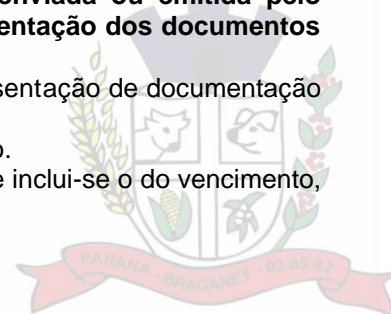 enviada ou emitida pelo
entação dos documentos
sentação de documentação
o.
e inclui-se o do vencimento,
PARANÁ - BRAGANEY - 03.05.82